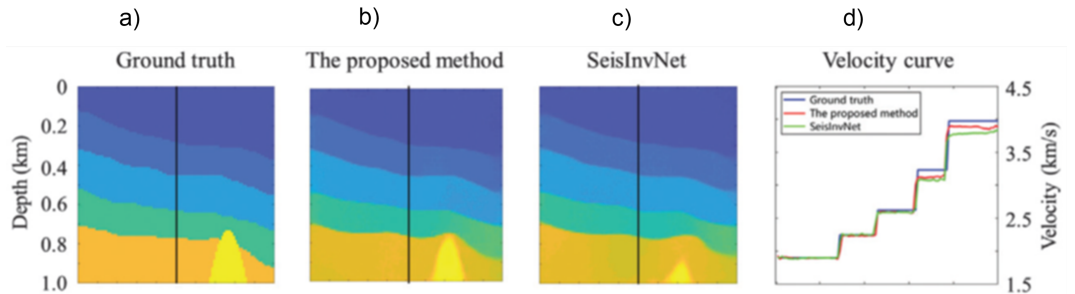 a) b) c) d)
Ground truth The proposed method SeisInvNet Velocity curve
0
0.2
0.4
0.6
0.8
1.0
Depth (km)
Ground truth
The proposed method
SeisInvNet
4.5
3.5
2.5
1.5
Velocity (km/s)